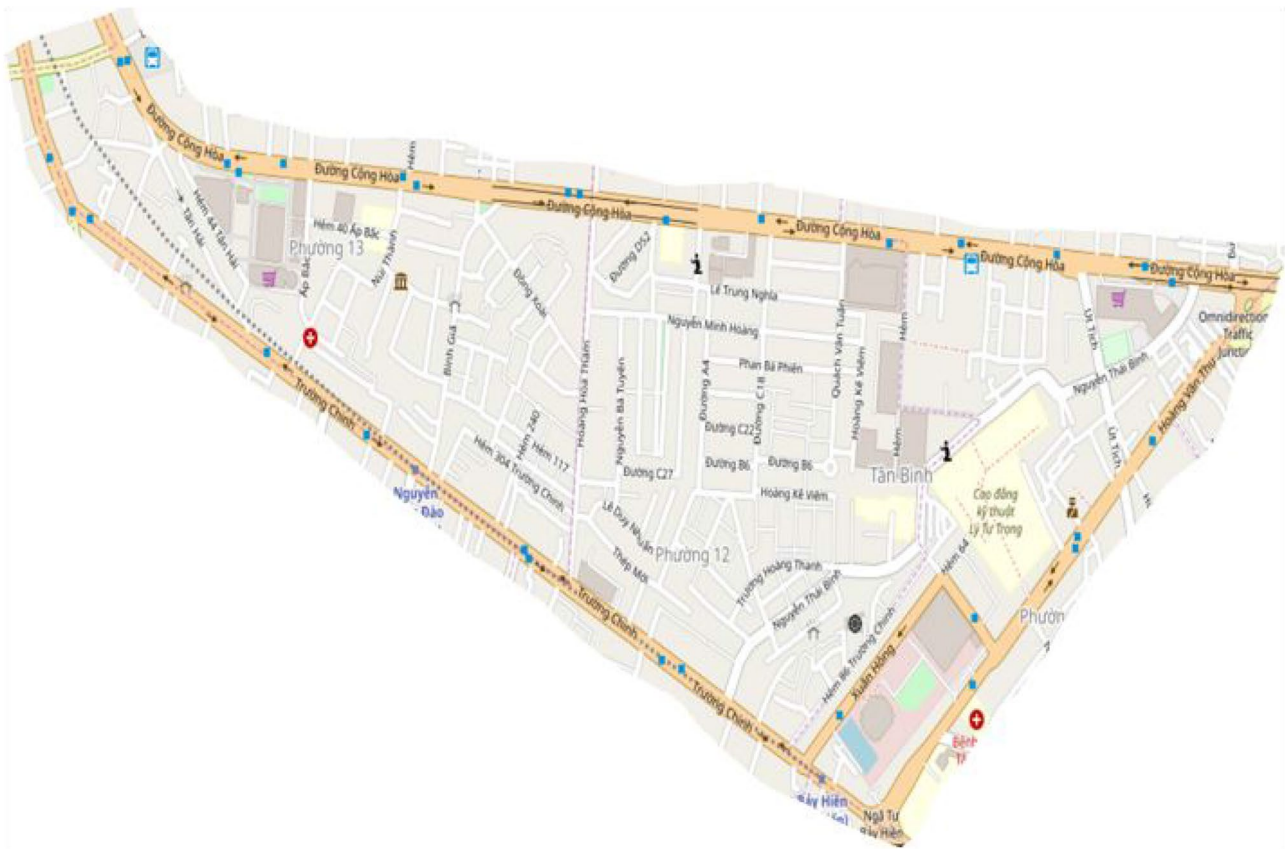 Đường Cộng Hòa
Đường Cộng Hòa
Hẻm
Đường Cộng Hòa
Đường Cộng Hòa
Đường Cộng Hòa
Đường Cộng Hòa
Hẻm 44 Tân Hải
Tân Hải
Hẻm 40 Ấp Bắc
Phường 13
Ấp Bắc
Núi Thành
Đồng Xoài
Đường D52
Lê Trung Nghĩa
Nguyễn Minh Hoàng
Phan Bá Phiến
Quách Văn Tuấn
Hoàng Kế Viêm
Hẻm
Út Tịch
Omnidirection
Traffic
Nguyễn Thái Bình
Hoàng Văn Thụ
Bình Giã
Hoàng Hoa Thám
Nguyễn Bá Tuyển
Đường A4
Đường C18
Đường C22
Trường Chinh
Hẻm 240
Hẻm 117
Hẻm 304 Trường Chinh
Đường C27
Đường B6
Đường B6
Hẻm
Út Tịch
Tân Bình
Hoàng Kế Viêm
Nguyễn
Đào
Cao đẳng
kỹ thuật
Lý Tự Trọng
Lê Duy Nhuận
Thép Mới
Phường 12
Trương Hoàng Thanh
Nguyễn Thái Bình
Hẻm 64
Trường Chinh
Phườn
Hẻm 86 Trường Chinh
Xuân Hồng
Trường Chinh
Bệnh
Bảy Hiền
Ngã Tư
Bảy Hiền